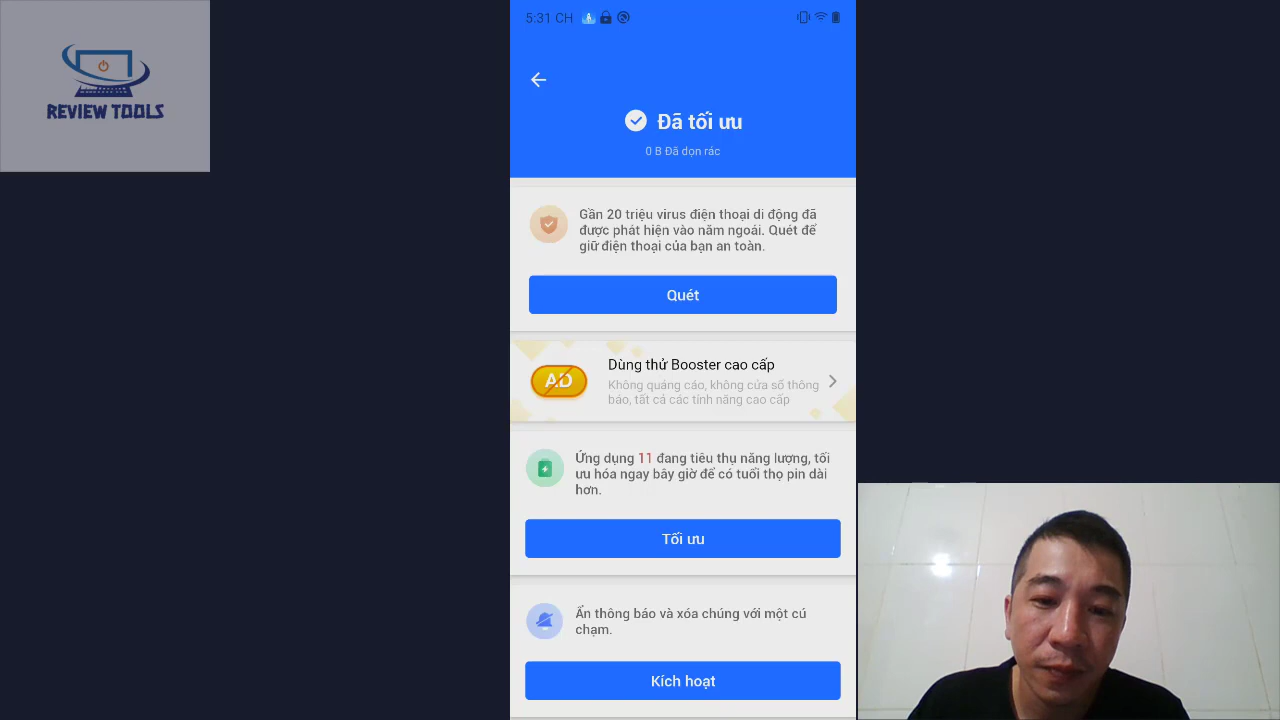 REVIEW TOOLS
5:31 CH
Đã tối ưu
0 B Đã dọn rác
Gần 20 triệu virus điện thoại di động đã
được phát hiện vào năm ngoái. Quét để
giữ điện thoại của bạn an toàn.
Quét
AD
Dùng thử Booster cao cấp
Không quảng cáo, không cửa sổ thông
báo, tất cả các tính năng cao cấp
Ứng dụng 11 đang tiêu thụ năng lượng, tối
ưu hóa ngay bây giờ để có tuổi thọ pin dài
hơn.
Tối ưu
Ẩn thông báo và xóa chúng với một cú
chạm.
Kích hoạt